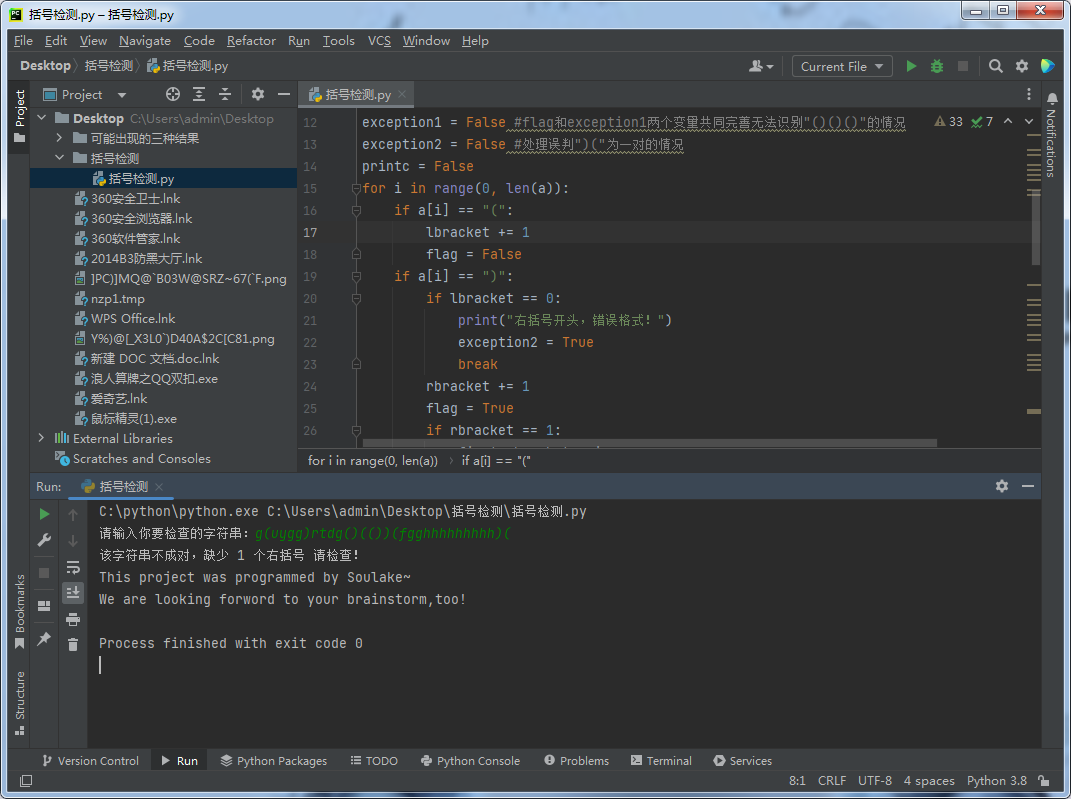 括号检测.py – 括号检测.py
File Edit View Navigate Code Refactor Run Tools VCS Window Help
Desktop 括号检测 括号检测.py
Current File
Project
Project
括号检测.py
Notifications
Desktop C:\Users\admin\Desktop
可能出现的三种结果
括号检测
括号检测.py
360安全卫士.lnk
360安全浏览器.lnk
360软件管家.lnk
2014B3防黑大厅.lnk
]PC)]MQ@`B03W@SRZ~67(`F.png
nzp1.tmp
WPS Office.lnk
Y%)@[_X3L0`)D40A$2C[C81.png
新建 DOC 文档.doc.lnk
浪人算牌之QQ双扣.exe
爱奇艺.lnk
鼠标精灵(1).exe
External Libraries
Scratches and Consoles
33 7
12 exception1 = False #flag和exception1两个变量共同完善无法识别"()()()"的情况
13 exception2 = False #处理误判")("为一对的情况
14 printc = False
15 for i in range(0, len(a)):
16 if a[i] == "(":
17 lbracket += 1
18 flag = False
19 if a[i] == ")":
20 if lbracket == 0:
21 print("右括号开头，错误格式！")
22 exception2 = True
23 break
24 rbracket += 1
25 flag = True
26 if rbracket == 1:
for i in range(0, len(a)) if a[i] == "("
Run: 括号检测
C:\python\python.exe C:\Users\admin\Desktop\括号检测\括号检测.py
请输入你要检查的字符串：g(uygg)rtdg()(())(fgghhhhhhhhh)(
该字符串不成对，缺少 1 个右括号 请检查！
This project was programmed by Soulake~
We are looking forword to your brainstorm,too!
Process finished with exit code 0
Bookmarks
Structure
Version Control Run Python Packages TODO Python Console Problems Terminal Services
8:1 CRLF UTF-8 4 spaces Python 3.8